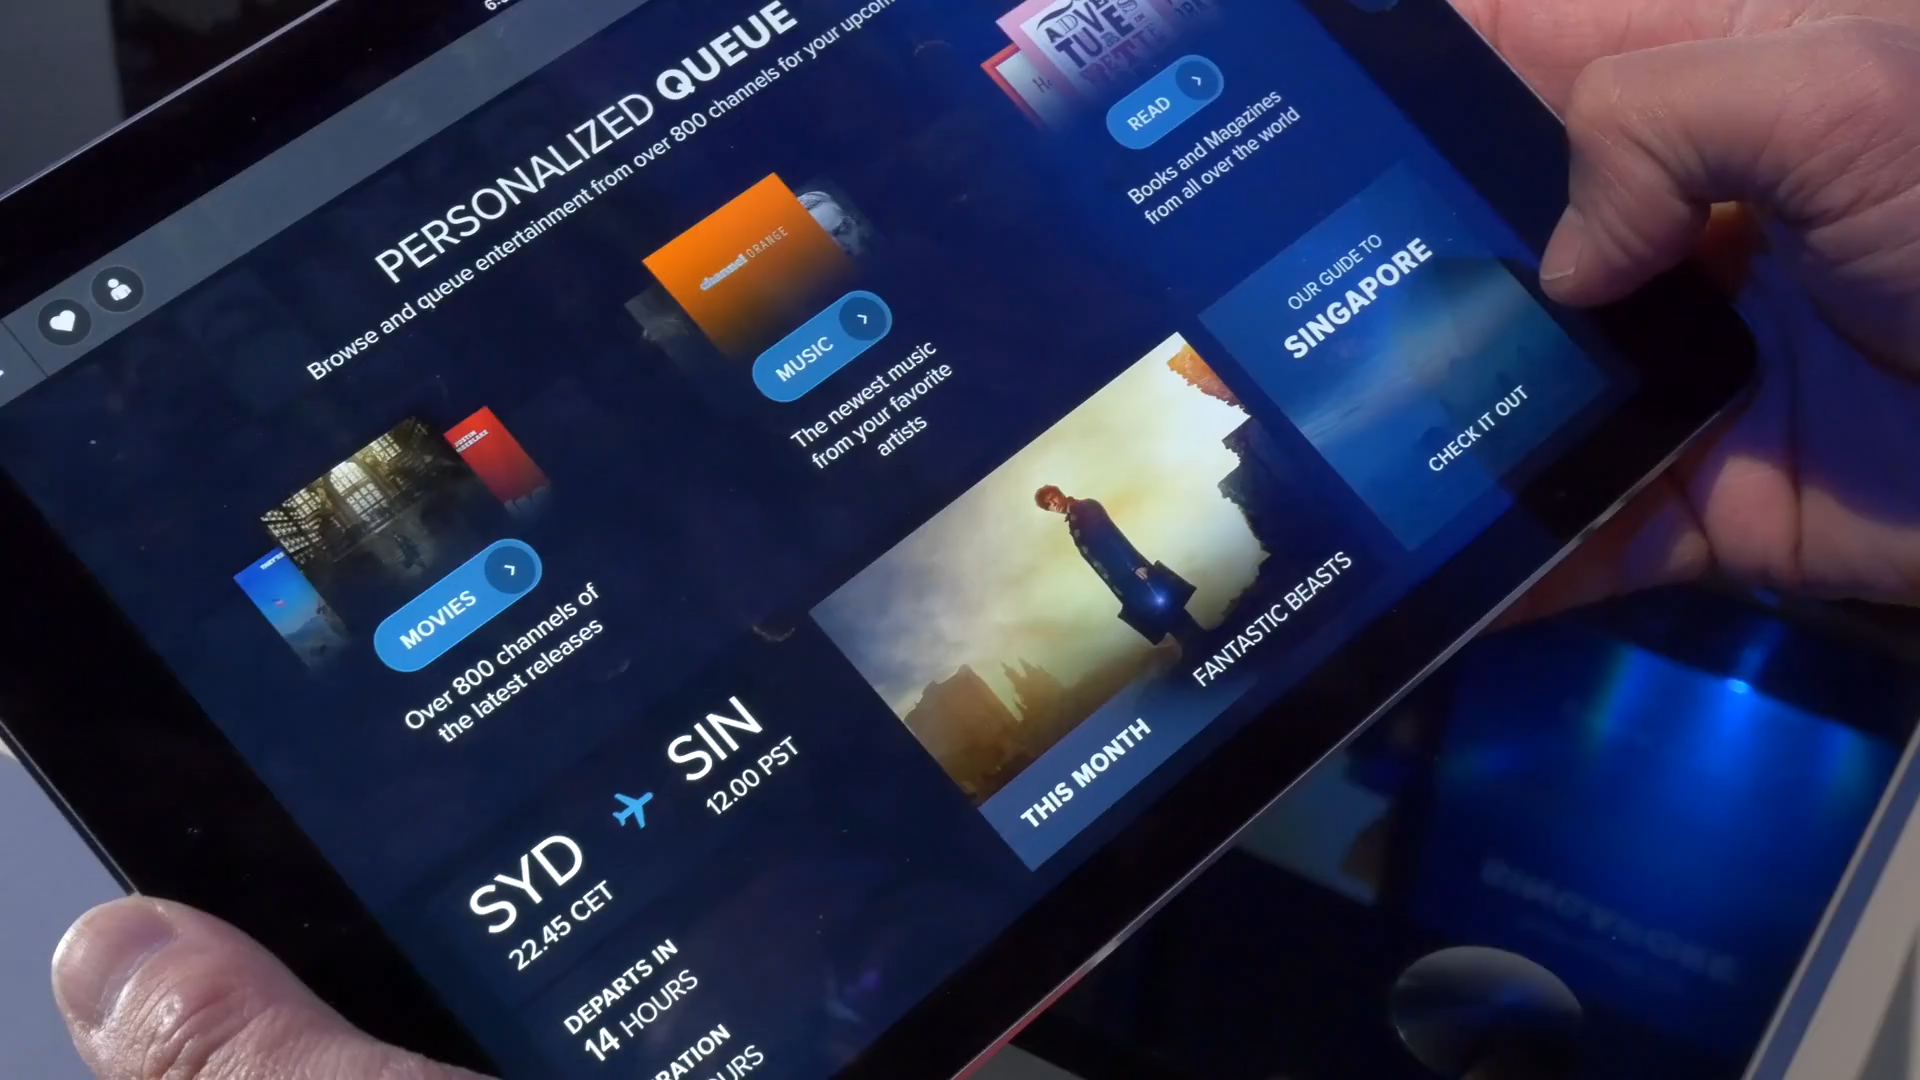 PERSONALIZED QUEUE
Browse and queue entertainment from over 800 channels for your
MOVIES
Over 800 channels of
the latest releases
channel ORANGE
MUSIC
The newest music
from your favorite
artists
READ
Books and Magazines
from all over the world
SYD
22.45 CET
SIN
12.00 PST
DEPARTS IN
14 HOURS
THIS MONTH
FANTASTIC BEASTS
OUR GUIDE TO
SINGAPORE
CHECK IT OUT